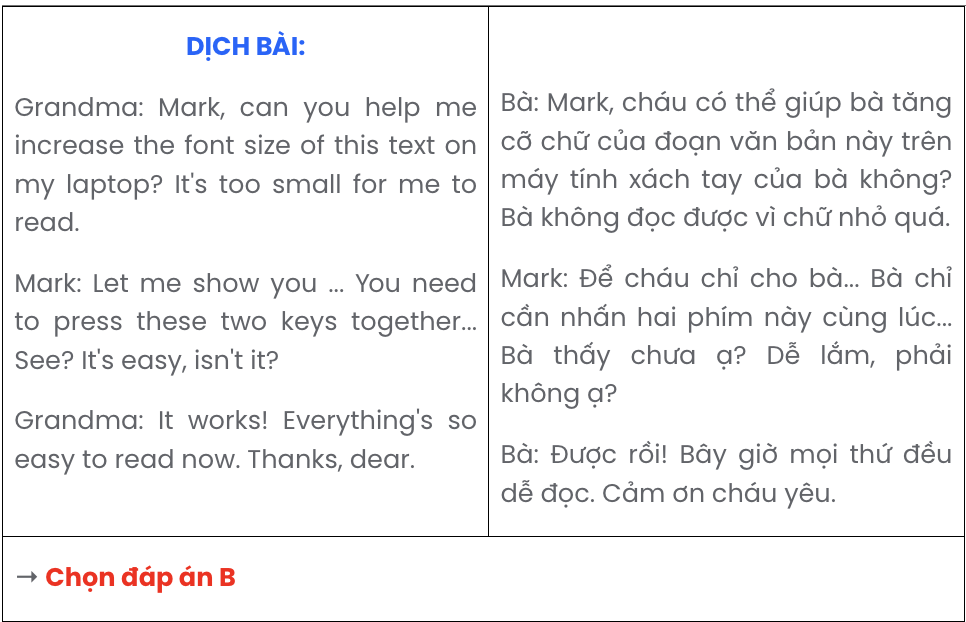 DỊCH BÀI:
Grandma: Mark, can you help me
increase the font size of this text on
my laptop? It's too small for me to
read.
Mark: Let me show you ... You need
to press these two keys together...
See? It's easy, isn't it?
Grandma: It works! Everything's so
easy to read now. Thanks, dear.
Bà: Mark, cháu có thể giúp bà tăng
cỡ chữ của đoạn văn bản này trên
máy tính xách tay của bà không?
Bà không đọc được vì chữ nhỏ quá.
Mark: Để cháu chỉ cho bà... Bà chỉ
cần nhấn hai phím này cùng lúc...
Bà thấy chưa ạ? Dễ lắm, phải
không ạ?
Bà: Được rồi! Bây giờ mọi thứ đều
dễ đọc. Cảm ơn cháu yêu.
→ Chọn đáp án B